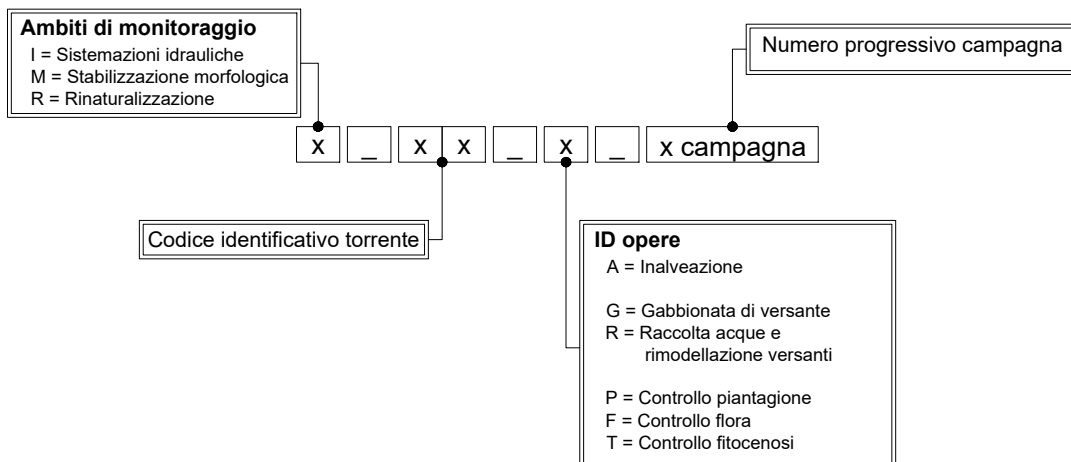 Ambiti di monitoraggio
I = Sistemazioni idrauliche
M = Stabilizzazione morfologica
R = Rinaturalizzazione
Numero progressivo campagna
x _ x x _ x _ x campagna
Codice identificativo torrente
ID opere
A = Inalveazione
G = Gabbionata di versante
R = Raccolta acque e
rimodellazione versanti
P = Controllo piantagione
F = Controllo flora
T = Controllo fitocenosi